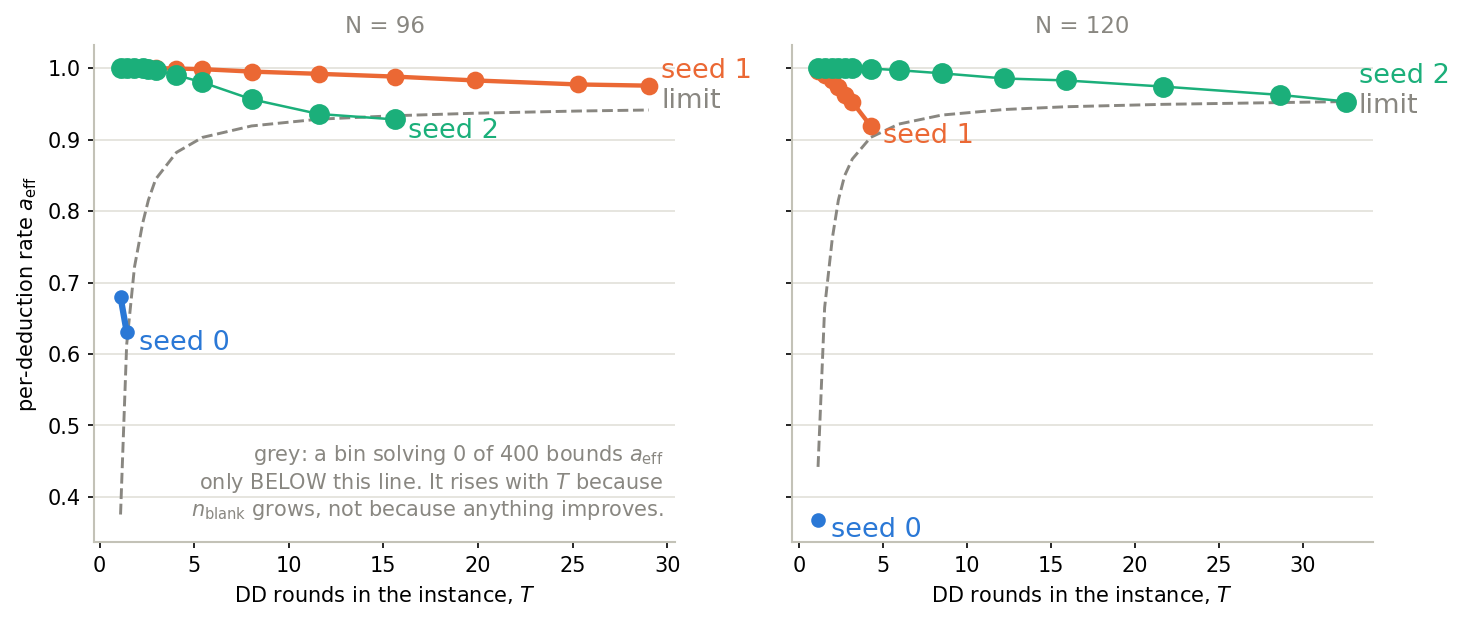 N = 96
N = 120
per-deduction rate a_eff
1.0
0.9
0.8
0.7
0.6
0.5
0.4
seed 1
limit
seed 2
seed 0
grey: a bin solving 0 of 400 bounds a_eff
only BELOW this line. It rises with T because
n_blank grows, not because anything improves.
0 5 10 15 20 25 30
DD rounds in the instance, T
seed 2
limit
seed 1
seed 0
0 5 10 15 20 25 30
DD rounds in the instance, T